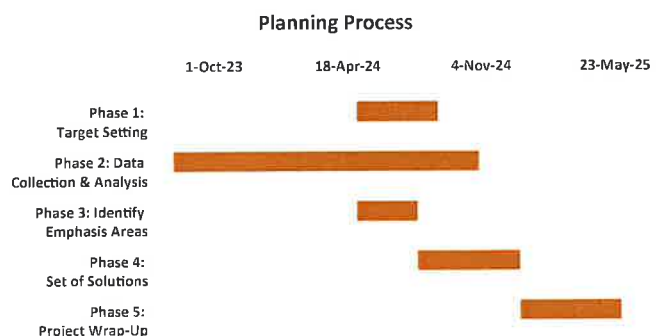 Planning Process
1-Oct-23 18-Apr-24 4-Nov-24 23-May-25
Phase 1:
Target Setting
Phase 2: Data
Collection & Analysis
Phase 3: Identify
Emphasis Areas
Phase 4:
Set of Solutions
Phase 5:
Project Wrap-Up